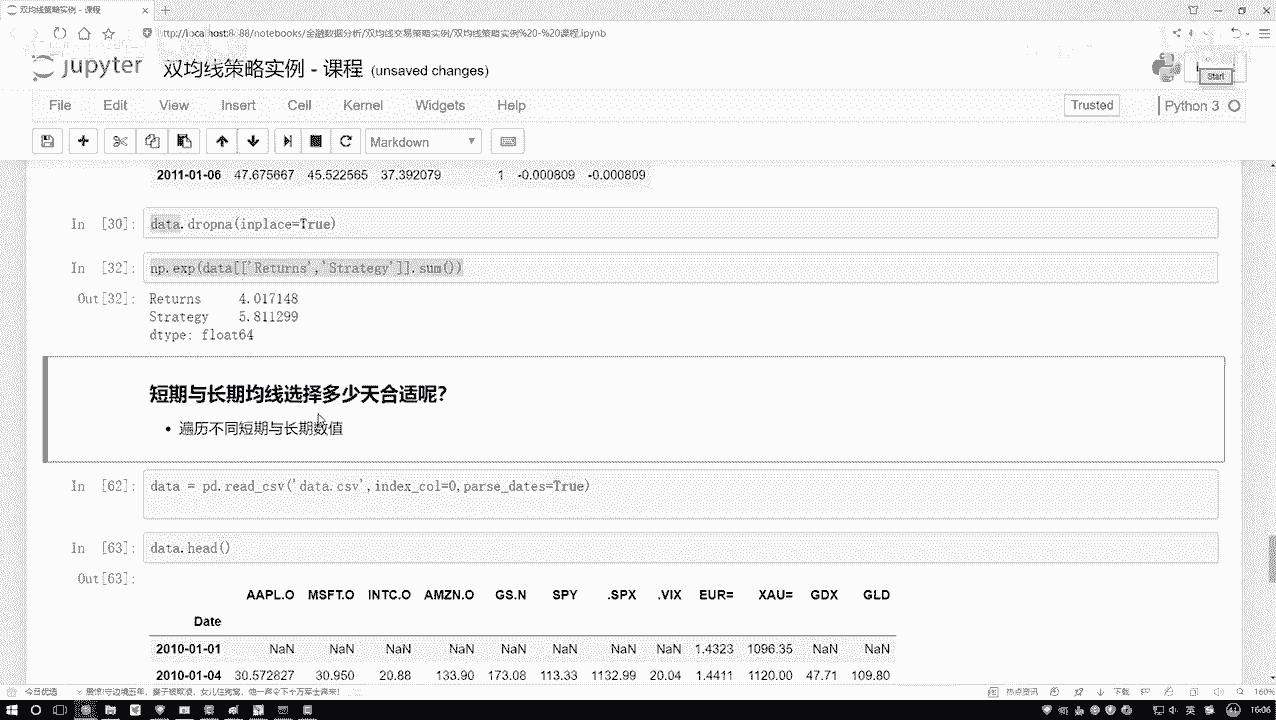 双均线策略实例 - 课程
ttp://localhost:8888/notebooks/金融数据分析/双均线交易策略实例/双均线策略实例%20-%20课程.ipynb
jupyter 双均线策略实例 - 课程 (unsaved changes)
Start
File Edit View Insert Cell Kernel Widgets Help Trusted Python 3
Markdown
2011-01-06 47.675667 45.522565 37.392079 1 -0.000809 -0.000809
In [30]: data.dropna(inplace=True)
In [32]: np.exp(data[['Returns','Strategy']].sum())
Out[32]: Returns 4.017148
Strategy 5.811299
dtype: float64
短期与长期均线选择多少天合适呢?
• 遍历不同短期与长期数值
In [62]: data = pd.read_csv('data.csv',index_col=0,parse_dates=True)
In [63]: data.head()
Out[63]:
AAPL.O MSFT.O INTC.O AMZN.O GS.N SPY .SPX .VIX EUR= XAU= GDX GLD
Date
2010-01-01 NaN NaN NaN NaN NaN NaN NaN NaN 1.4323 1096.35 NaN NaN
2010-01-04 30.572827 30.950 20.88 133.90 173.08 113.33 1132.99 20.04 1.4411 1120.00 47.71 109.80
今日优选 热点资讯 下载 160%
英 16:06